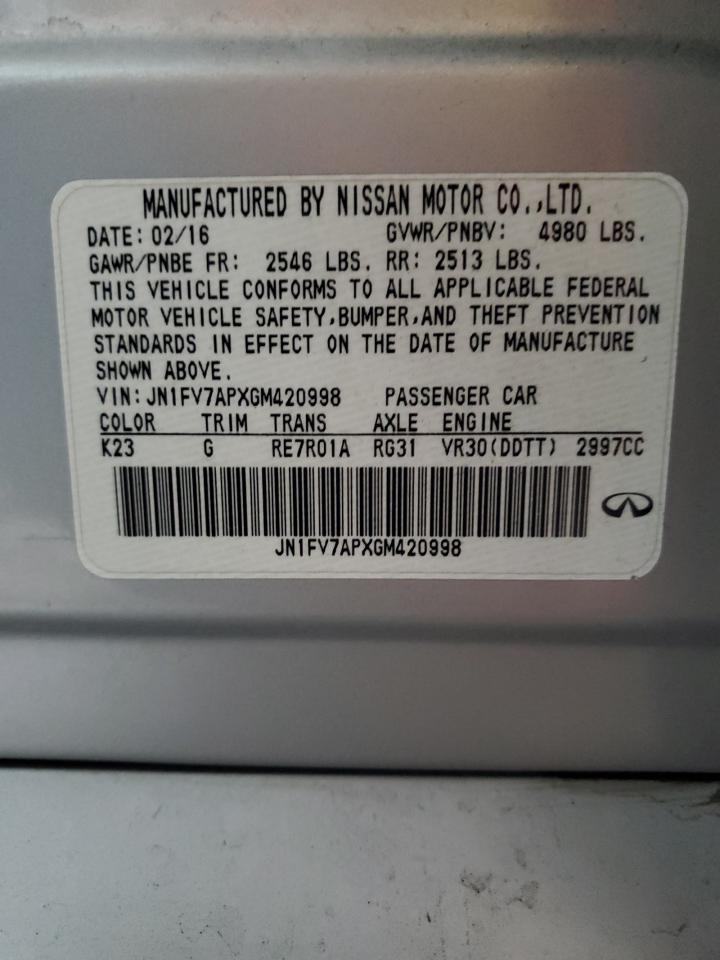 MANUFACTURED BY NISSAN MOTOR CO.,LTD.
DATE: 02/16 GVWR/PNBV: 4980 LBS.
GAWR/PNBE FR: 2546 LBS. RR: 2513 LBS.
THIS VEHICLE CONFORMS TO ALL APPLICABLE FEDERAL
MOTOR VEHICLE SAFETY,BUMPER,AND THEFT PREVENTION
STANDARDS IN EFFECT ON THE DATE OF MANUFACTURE
SHOWN ABOVE.
VIN: JN1FV7APXGM420998 PASSENGER CAR
COLOR TRIM TRANS AXLE ENGINE
K23 G RE7R01A RG31 VR30(DDTT) 2997CC
JN1FV7APXGM420998